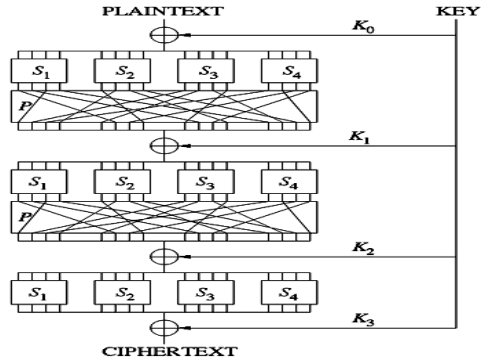 PLAINTEXT KEY
K₀
S₁ S₂ S₃ S₄
P
K₁
S₁ S₂ S₃ S₄
P
K₂
S₁ S₂ S₃ S₄
K₃
CIPHERTEXT